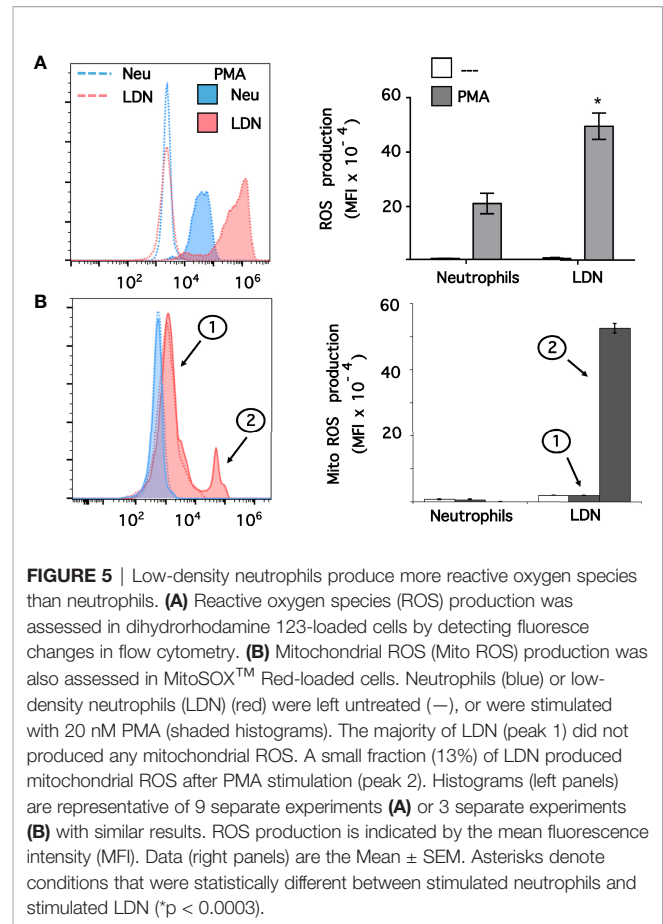 A
Neu
PMA
LDN
Neu
LDN
10² 10⁴ 10⁶
---
PMA
ROS production
(MFI x 10⁻⁴)
60
40
20
Neutrophils LDN
*
B
1
2
10² 10⁴ 10⁶
Mito ROS production
(MFI x 10⁻⁴)
60
40
20
2
1
Neutrophils LDN
FIGURE 5 | Low-density neutrophils produce more reactive oxygen species
than neutrophils. (A) Reactive oxygen species (ROS) production was
assessed in dihydrorhodamine 123-loaded cells by detecting fluoresce
changes in flow cytometry. (B) Mitochondrial ROS (Mito ROS) production was
also assessed in MitoSOX™ Red-loaded cells. Neutrophils (blue) or low-
density neutrophils (LDN) (red) were left untreated (—), or were stimulated
with 20 nM PMA (shaded histograms). The majority of LDN (peak 1) did not
produced any mitochondrial ROS. A small fraction (13%) of LDN produced
mitochondrial ROS after PMA stimulation (peak 2). Histograms (left panels)
are representative of 9 separate experiments (A) or 3 separate experiments
(B) with similar results. ROS production is indicated by the mean fluorescence
intensity (MFI). Data (right panels) are the Mean ± SEM. Asterisks denote
conditions that were statistically different between stimulated neutrophils and
stimulated LDN (*p < 0.0003).